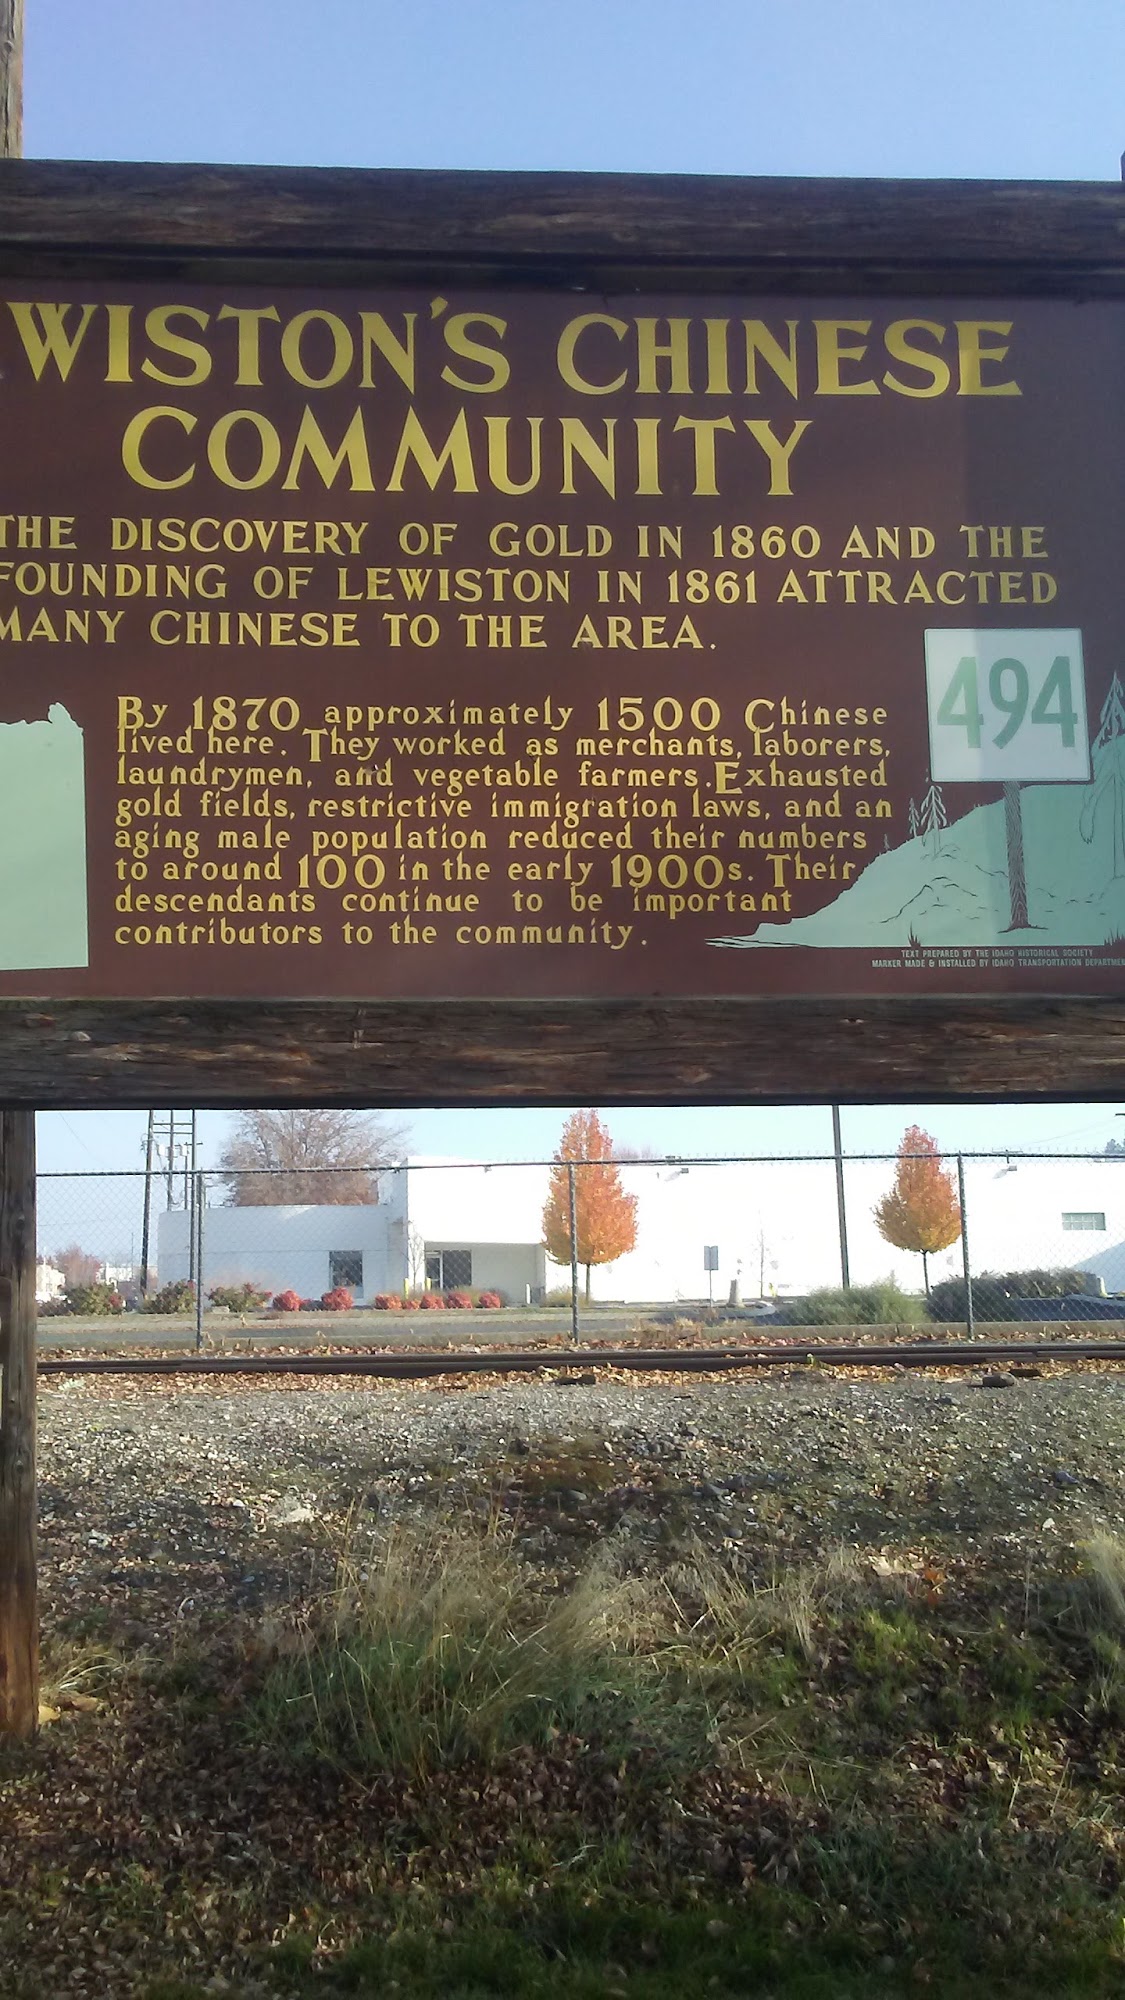 WISTON'S CHINESE
COMMUNITY
THE DISCOVERY OF GOLD IN 1860 AND THE
FOUNDING OF LEWISTON IN 1861 ATTRACTED
MANY CHINESE TO THE AREA.
494
By 1870 approximately 1500 Chinese
lived here. They worked as merchants, laborers,
laundrymen, and vegetable farmers. Exhausted
gold fields, restrictive immigration laws, and an
aging male population reduced their numbers
to around 100 in the early 1900s. Their
descendants continue to be important
contributors to the community.
TEXT PREPARED BY THE IDAHO HISTORICAL SOCIETY
MARKER MADE & INSTALLED BY IDAHO TRANSPORTATION DEPARTMEN